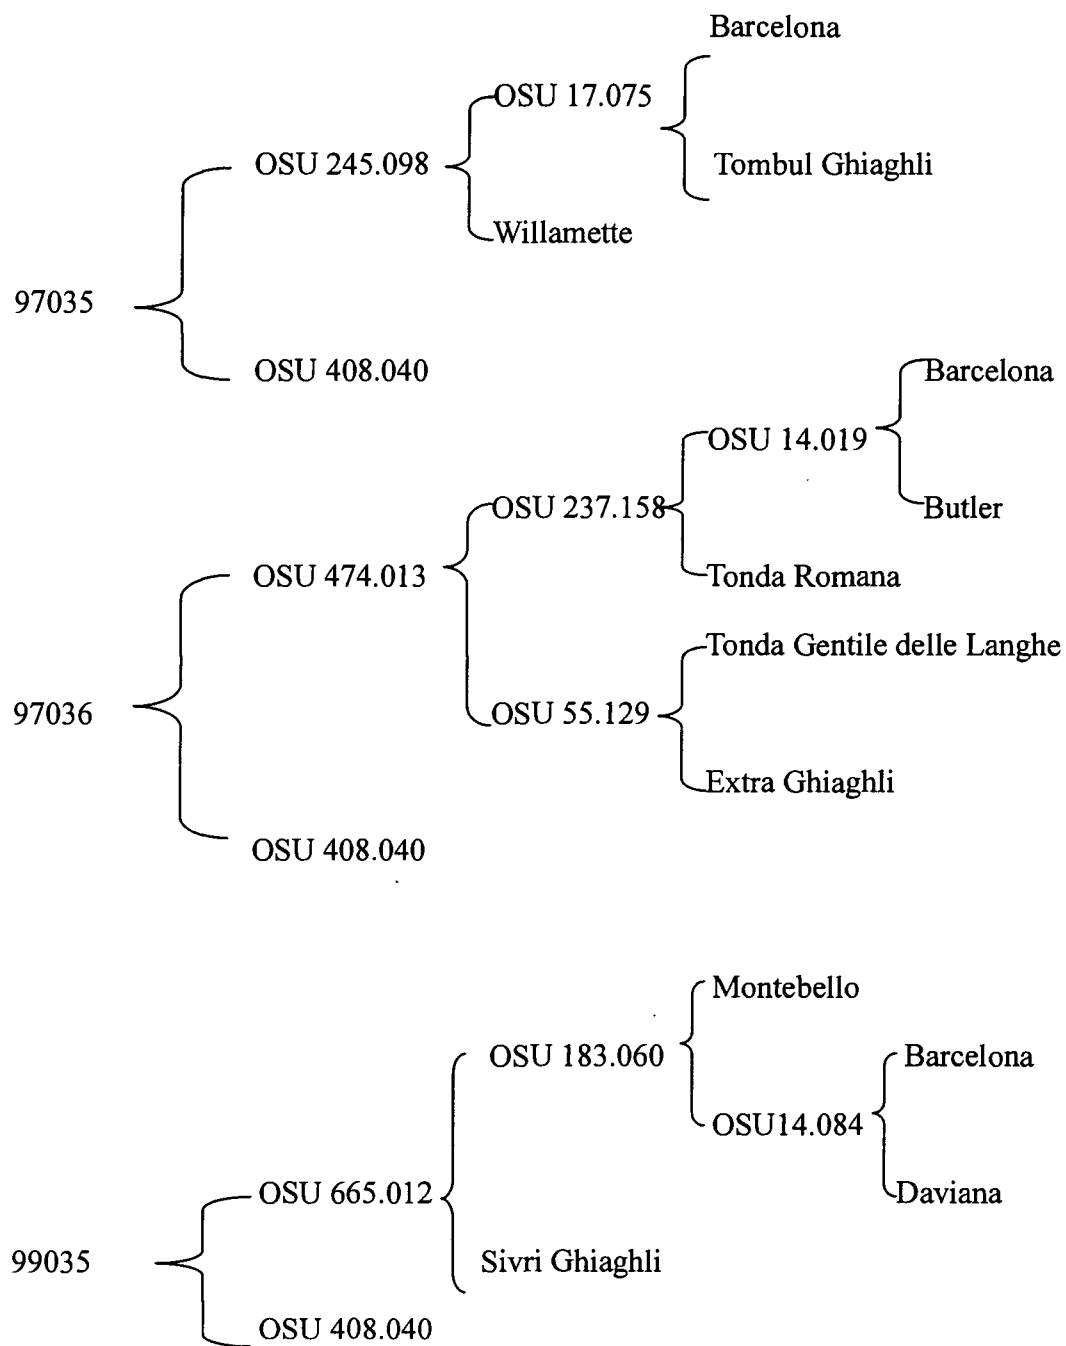 Barcelona
OSU 17.075
OSU 245.098
Tombul Ghiaghli
Willamette
97035
OSU 408.040
Barcelona
OSU 14.019
OSU 237.158
Butler
OSU 474.013
Tonda Romana
Tonda Gentile delle Langhe
97036
OSU 55.129
Extra Ghiaghli
OSU 408.040
Montebello
OSU 183.060
Barcelona
OSU14.084
OSU 665.012
Daviana
99035
Sivri Ghiaghli
OSU 408.040